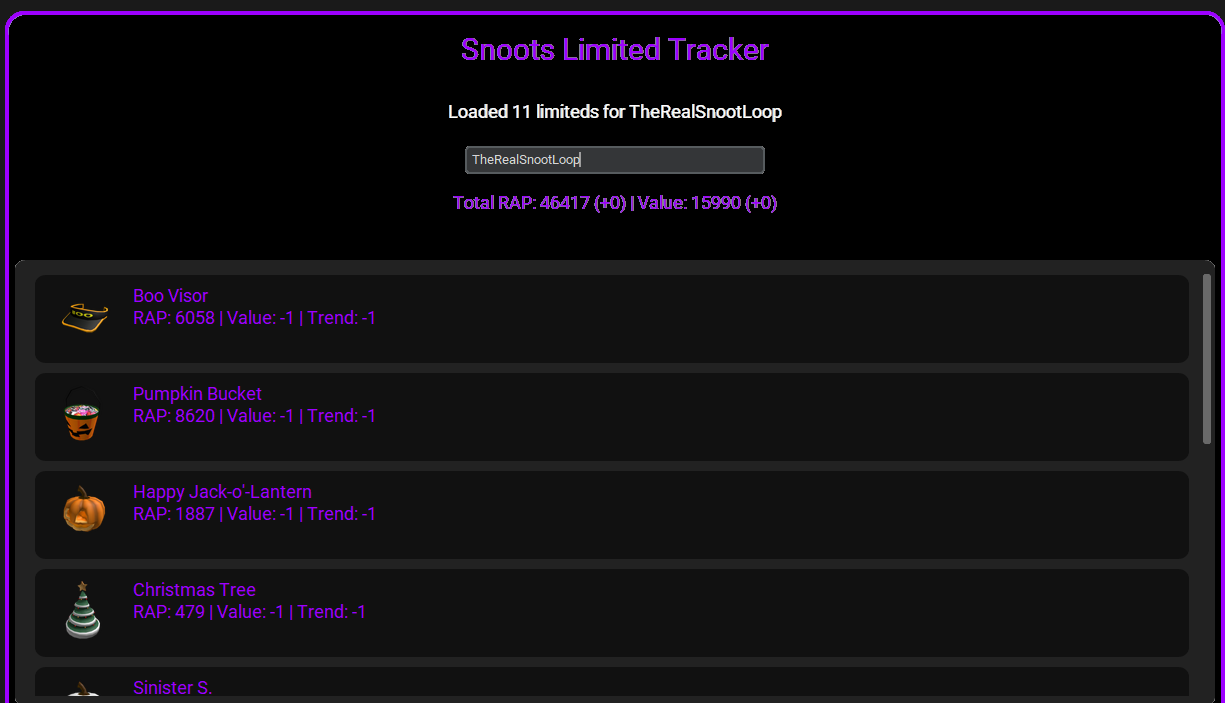 Snoots Limited Tracker
Loaded 11 limiteds for TheRealSnootLoop
TheRealSnootLoop
Total RAP: 46417 (+0) | Value: 15990 (+0)
BOO
Boo Visor
RAP: 6058 | Value: -1 | Trend: -1
Pumpkin Bucket
RAP: 8620 | Value: -1 | Trend: -1
Happy Jack-o'-Lantern
RAP: 1887 | Value: -1 | Trend: -1
Christmas Tree
RAP: 479 | Value: -1 | Trend: -1
Sinister S.